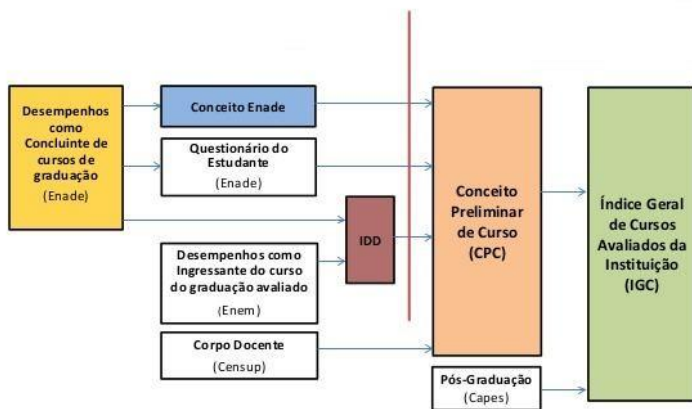 Desempenhos
como
Concluinte de
cursos de
graduação
(Enade)
Conceito Enade
Questionário do
Estudante
(Enade)
IDD
Desempenhos como
Ingressante do curso
do graduação avaliado
(Enem)
Corpo Docente
(Censup)
Conceito
Preliminar
de Curso
(CPC)
Pós-Graduação
(Capes)
Índice Geral
de Cursos
Avaliados da
Instituição
(IGC)